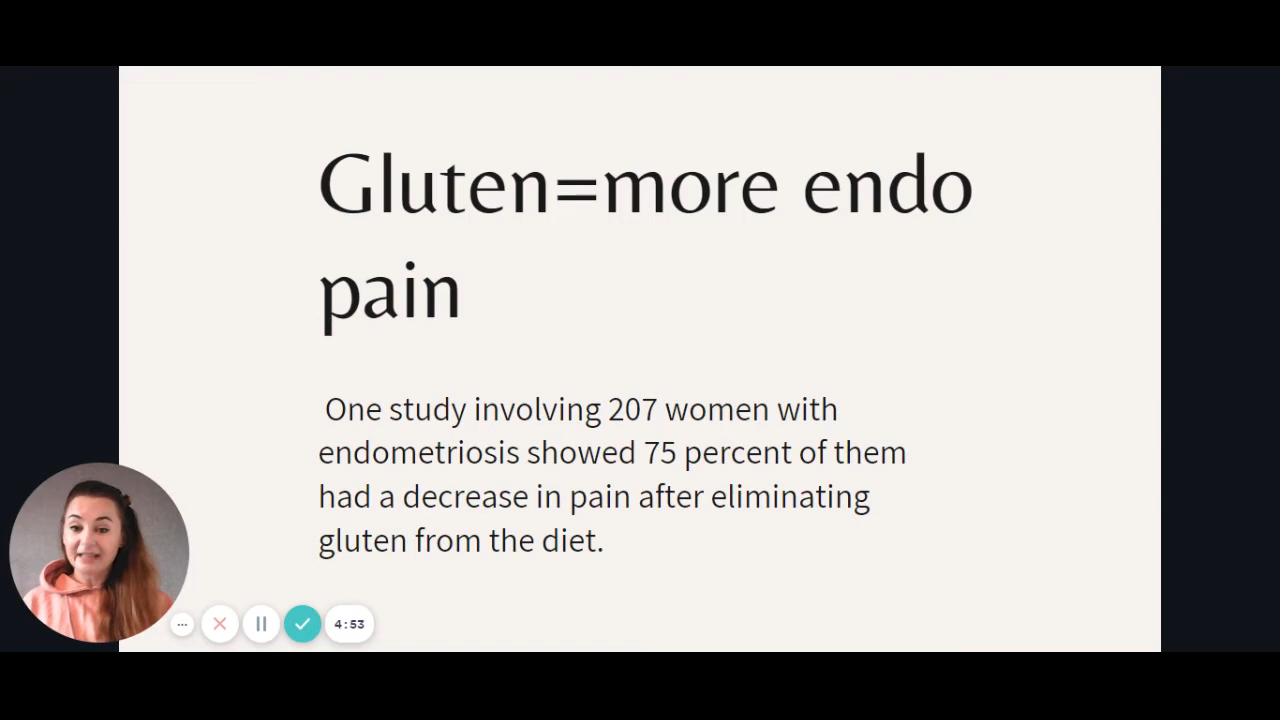 Gluten=more endo
pain
One study involving 207 women with
endometriosis showed 75 percent of them
had a decrease in pain after eliminating
gluten from the diet.
4:53